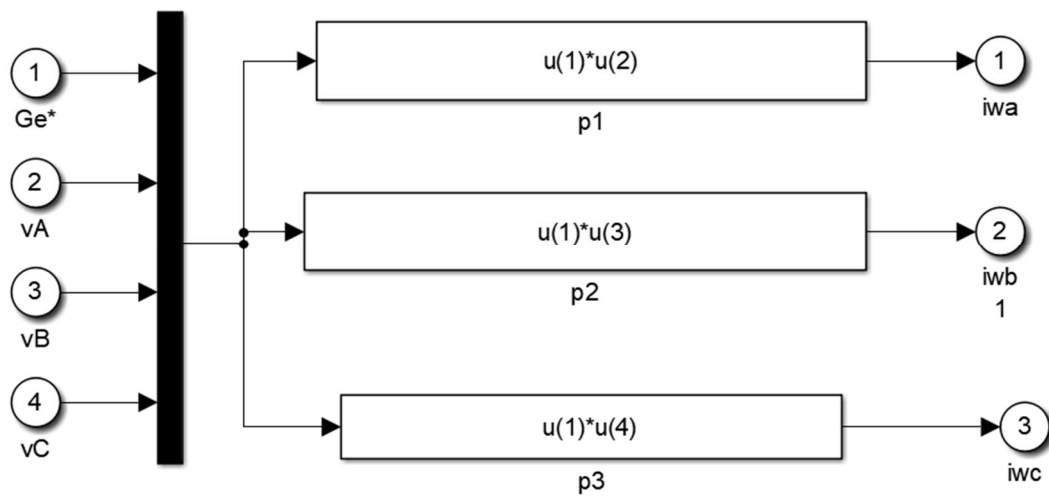 1
Ge*
2
vA
3
vB
4
vC
u(1)*u(2)
p1
u(1)*u(3)
p2
u(1)*u(4)
p3
1
iwa
2
iwb
1
3
iwc